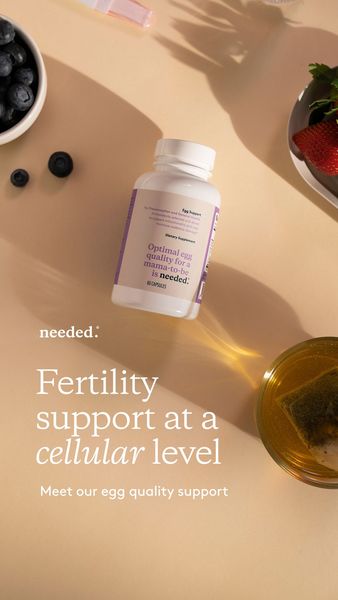 Egg Support
Dietary Supplement
Optimal egg
quality for a
mama-to-be
is needed.*
60 CAPSULES
needed.*
Fertility
support at a
cellular level
Meet our egg quality support